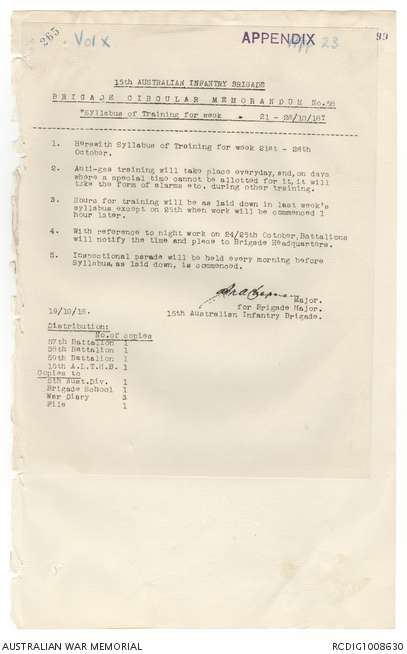 265
Vol X
APPENDIX 23
99
15th AUSTRALIAN INFANTRY BRIGADE
BRIGADE CIRCULAR MEMORANDUM No.58
"Syllabus of Training for week - 21 - 26/10/18"
1. Herewith Syllabus of Training for week 21st - 26th
October.
2. Anti-gas training will take place everyday, and, on days
where a special time cannot be allotted for it, it will
take the form of alarms etc. during other training.
3. Hours for training will be as laid down in last week's
syllabus except on 25th when work will be commenced 1
hour later.
4. With reference to night work on 24/25th October, Battalions
will notify the time and place to Brigade Headquarters.
5. Inspectional parade will be held every morning before
Syllabus, as laid down, is commenced.
Major.
for Brigade Major.
15th Australian Infantry Brigade.
19/10/18.
Distribution:
No. of copies
57th Battalion 1
58th Battalion 1
59th Battalion 1
15th A.L.T.M.B. 1
Copies to
5th Aust.Div. 1
Brigade School 1
War Diary 3
File 1
AUSTRALIAN WAR MEMORIAL
RCDIG1008630